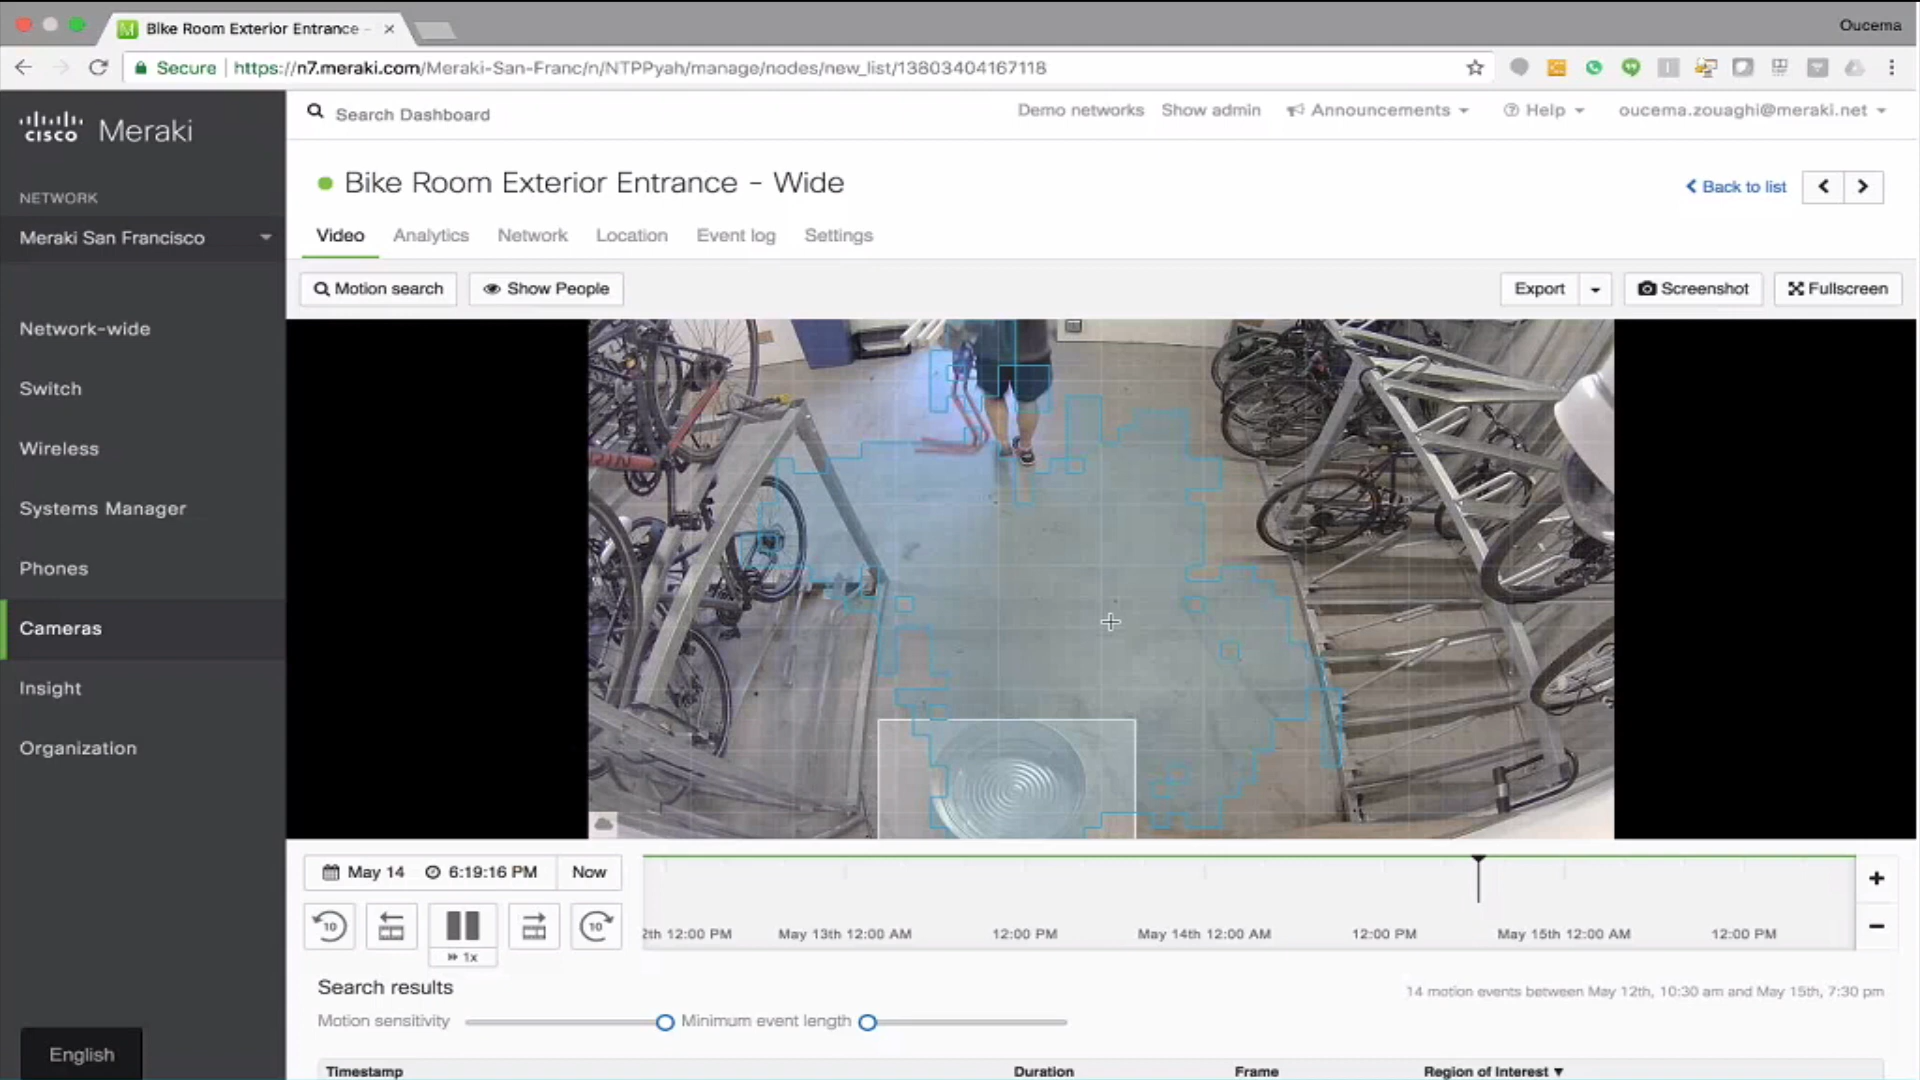 Bike Room Exterior Entrance -
Oucema
Secure https://n7.meraki.com/Meraki-San-Franc/n/NTPPyah/manage/nodes/new_list/13803404167118
cisco Meraki
Search Dashboard
Demo networks Show admin Announcements Help oucema.zouaghi@meraki.net
NETWORK
Meraki San Francisco
Bike Room Exterior Entrance - Wide
Back to list
Video Analytics Network Location Event log Settings
Motion search Show People Export Screenshot Fullscreen
Network-wide
Switch
Wireless
Systems Manager
Phones
Cameras
Insight
Organization
English
May 14 6:19:16 PM Now
10 10
1x
2th 12:00 PM May 13th 12:00 AM 12:00 PM May 14th 12:00 AM 12:00 PM May 15th 12:00 AM 12:00 PM
Search results
14 motion events between May 12th, 10:30 am and May 15th, 7:30 pm
Motion sensitivity Minimum event length
Timestamp Duration Frame Region of Interest ▼